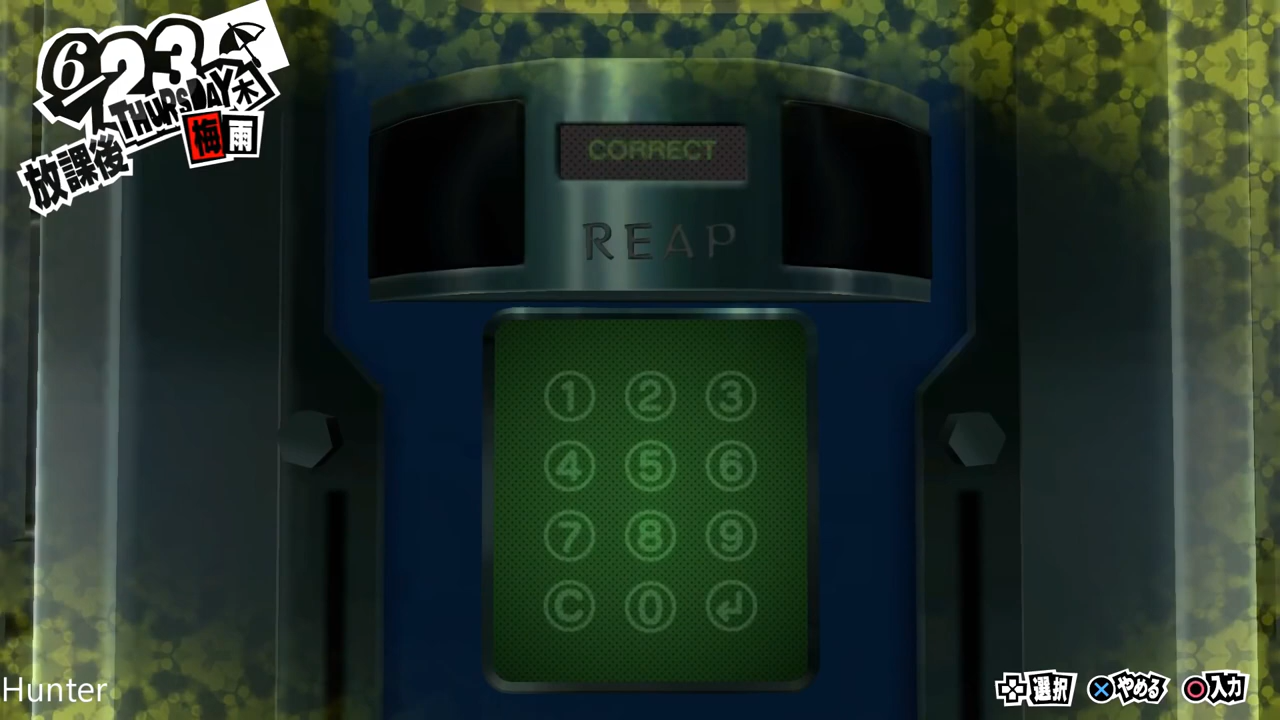 6/23
THURSDAY 木
梅雨
放課後
CORRECT
REAP
1 2 3
4 5 6
7 8 9
C 0 ↵
Hunter
選択 やめる 入力